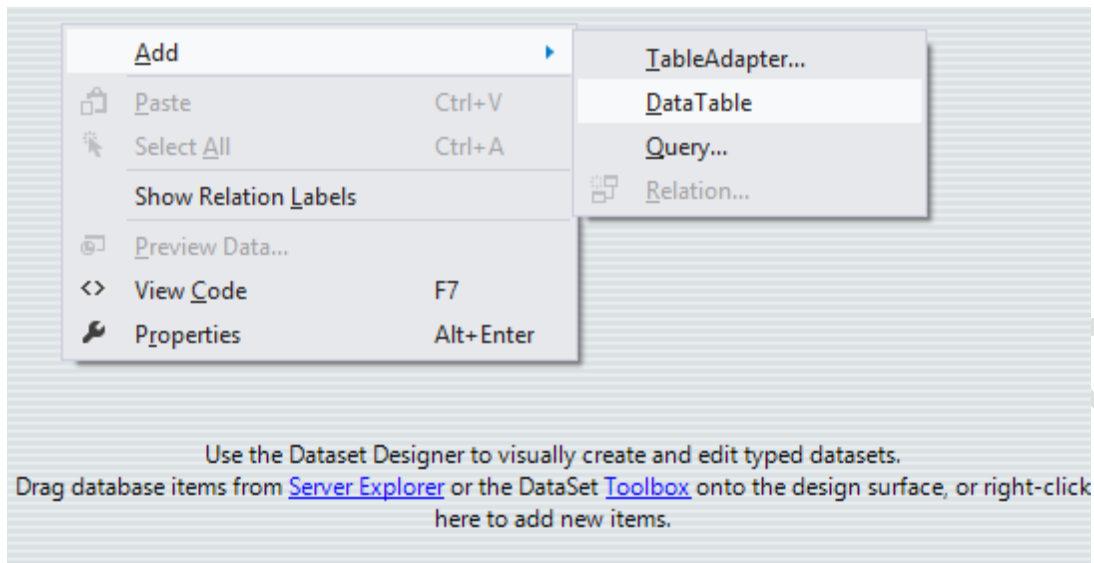 Add
TableAdapter...
Paste Ctrl+V
DataTable
Select All Ctrl+A
Query...
Show Relation Labels
Relation...
Preview Data...
View Code F7
Properties Alt+Enter
Use the Dataset Designer to visually create and edit typed datasets.
Drag database items from Server Explorer or the DataSet Toolbox onto the design surface, or right-click
here to add new items.